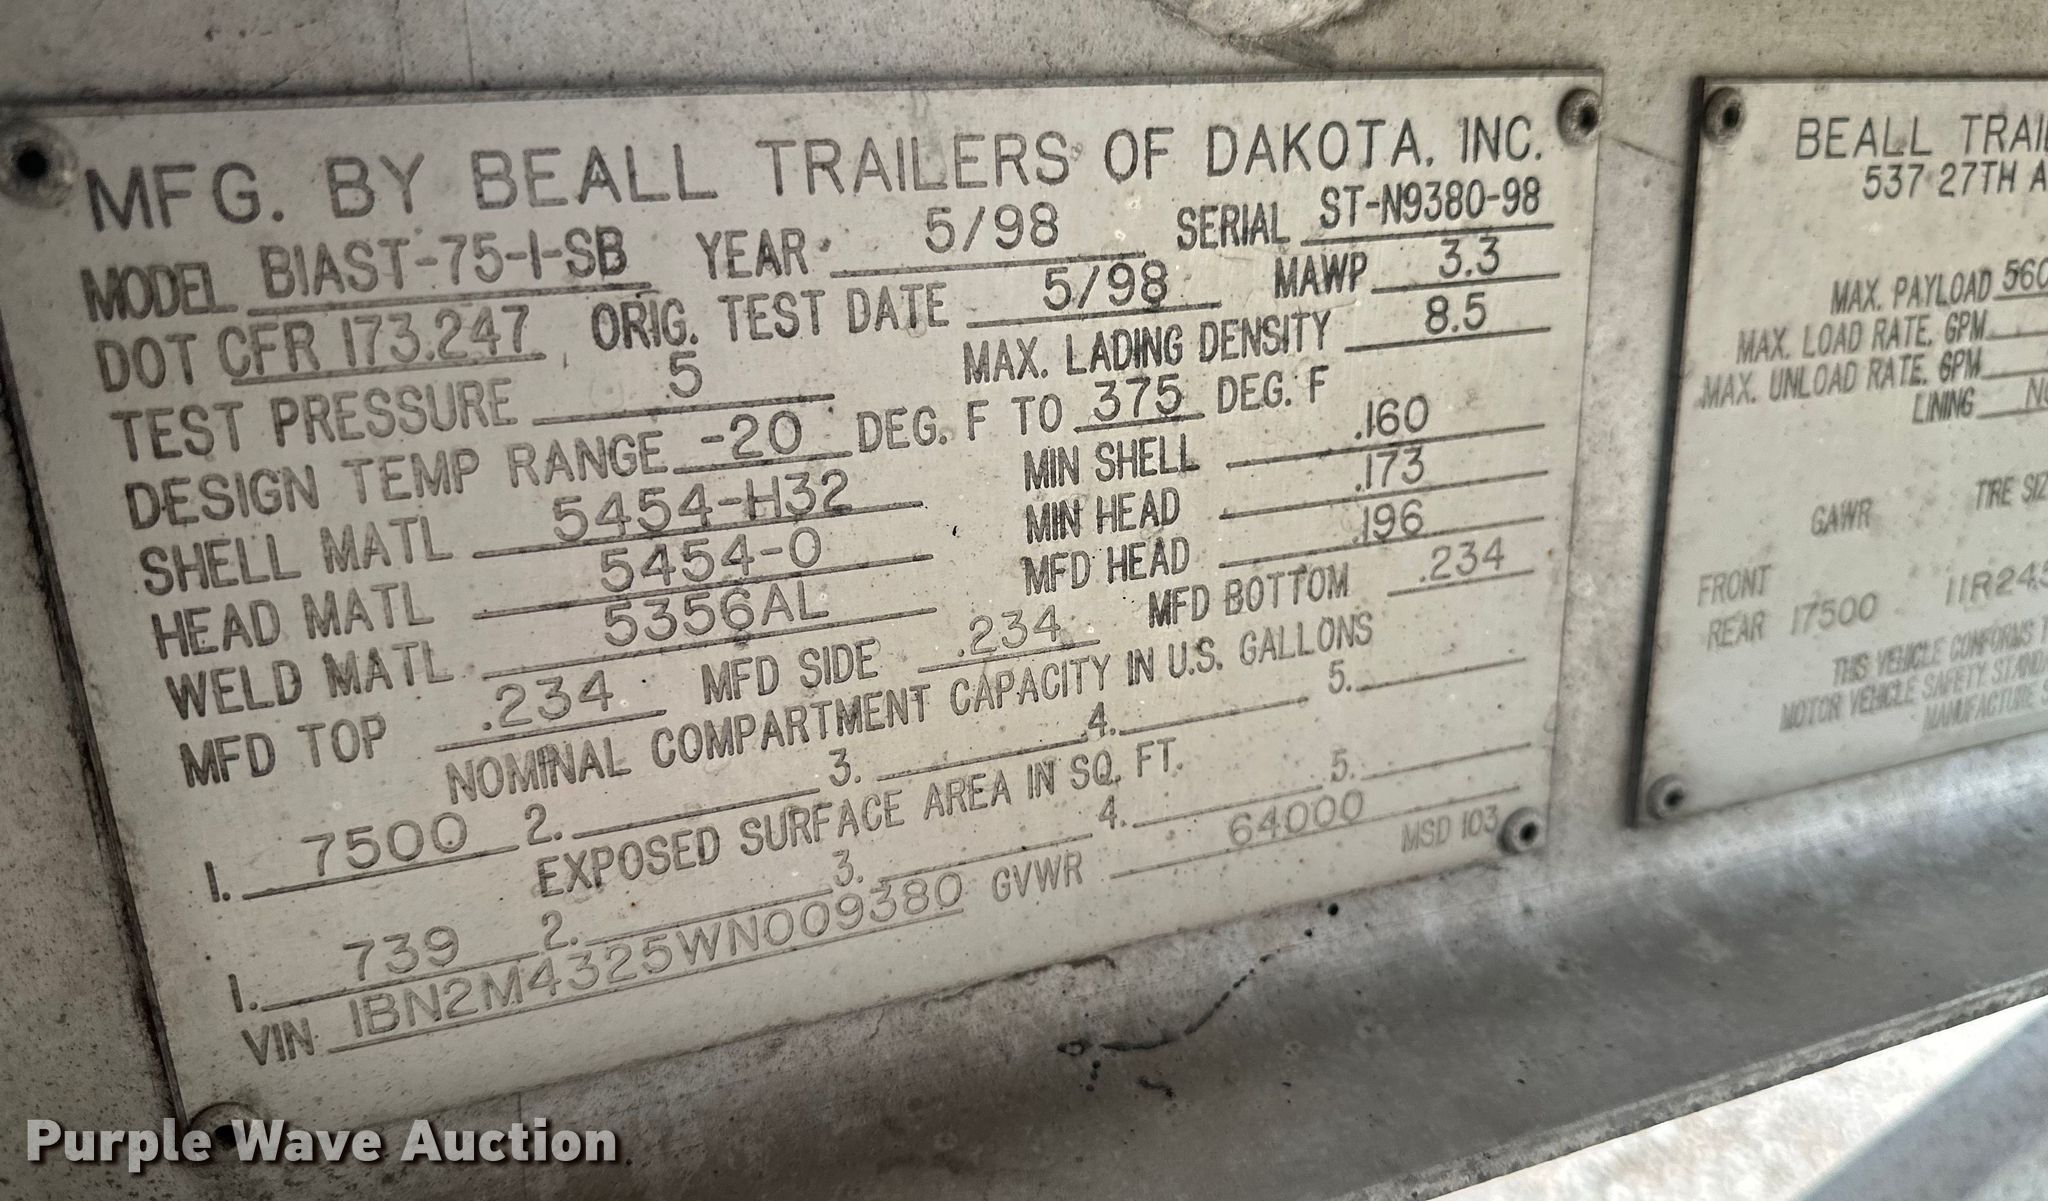 MFG. BY BEALL TRAILERS OF DAKOTA, INC.
MODEL BIAST-75-1-SB YEAR 5/98 SERIAL ST-N9380-98
DOT CFR 173.247 ORIG. TEST DATE 5/98 MAWP 3.3
TEST PRESSURE 5 MAX. LADING DENSITY 8.5
DESIGN TEMP RANGE -20 DEG. F TO 375 DEG. F
SHELL MATL 5454-H32 MIN SHELL .160
HEAD MATL 5454-0 MIN HEAD .173
WELD MATL 5356AL MFD HEAD .196
MFD TOP .234 MFD SIDE .234 MFD BOTTOM .234
NOMINAL COMPARTMENT CAPACITY IN U.S. GALLONS
1. 7500 2. 3. 4. 5.
EXPOSED SURFACE AREA IN SQ. FT.
1. 739 2. 3. 4. 5.
VIN 1BN2M4325WN009380 GVWR 64000 MSD 103
BEALL TRAIL
537 27TH A
MAX. PAYLOAD 560
MAX. LOAD RATE, GPM
MAX. UNLOAD RATE, GPM
LINING NO
GAWR TIRE SIZ
FRONT
REAR 17500 11R24.5
THIS VEHICLE CONFORMS T
MOTOR VEHICLE SAFETY STAND
MANUFACTURE S
Purple Wave Auction